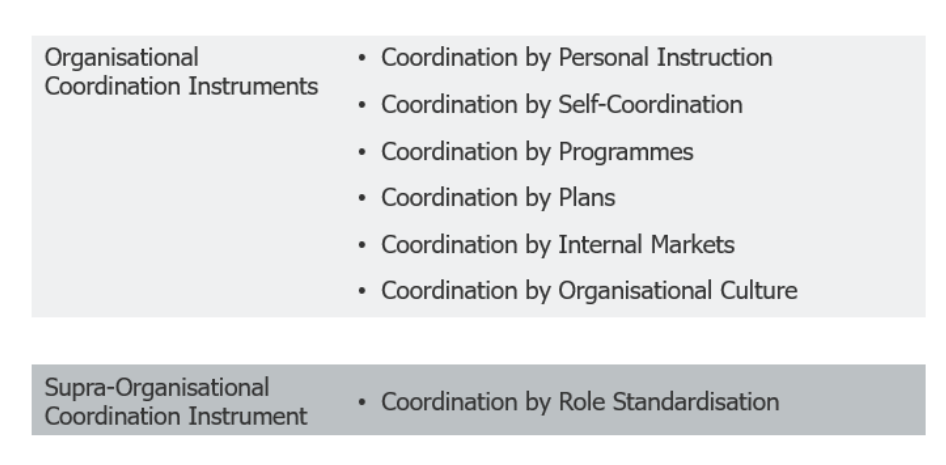 Organisational
Coordination Instruments
• Coordination by Personal Instruction
• Coordination by Self-Coordination
• Coordination by Programmes
• Coordination by Plans
• Coordination by Internal Markets
• Coordination by Organisational Culture
Supra-Organisational
Coordination Instrument
• Coordination by Role Standardisation